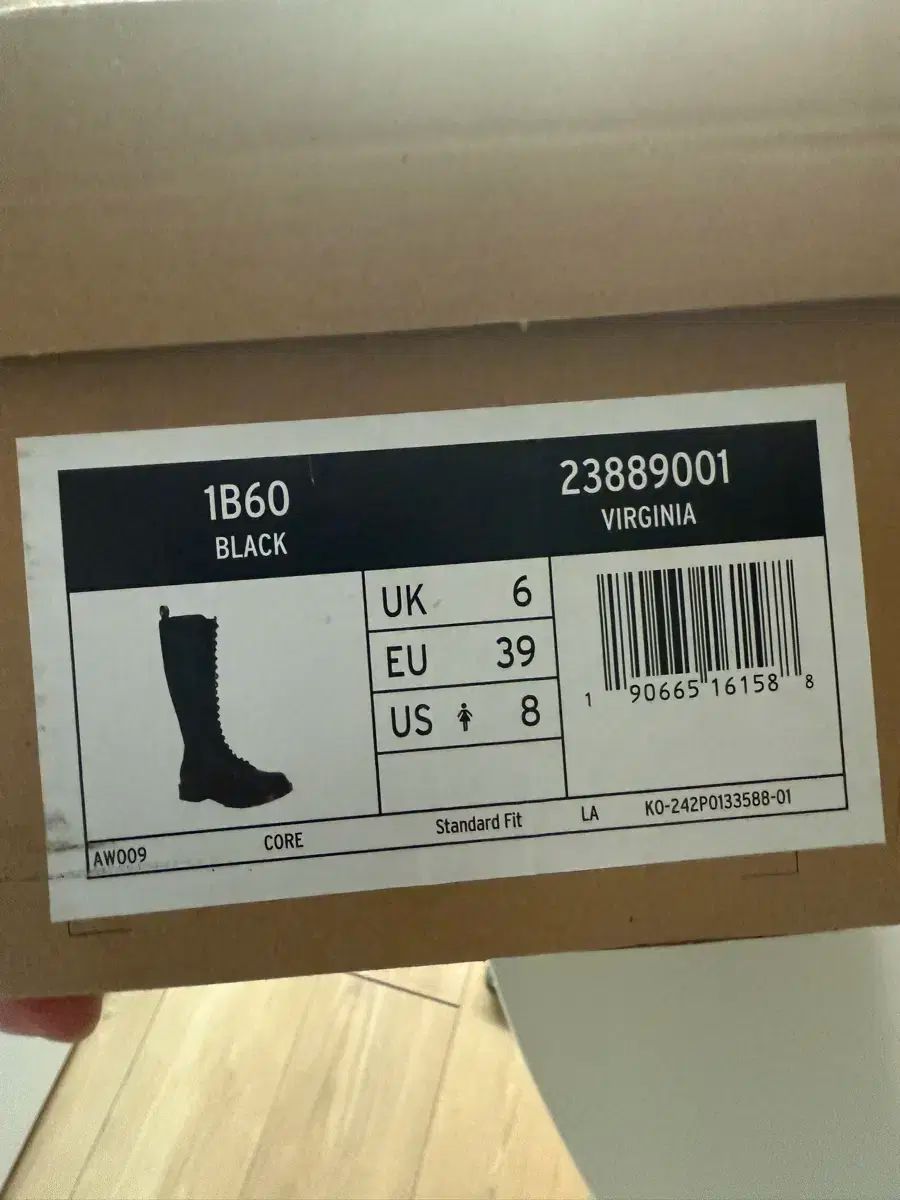 1B60
BLACK
23889001
VIRGINIA
UK 6
EU 39
US 8
1 90665 16158 8
AW009 CORE Standard Fit LA KO-242P0133588-01